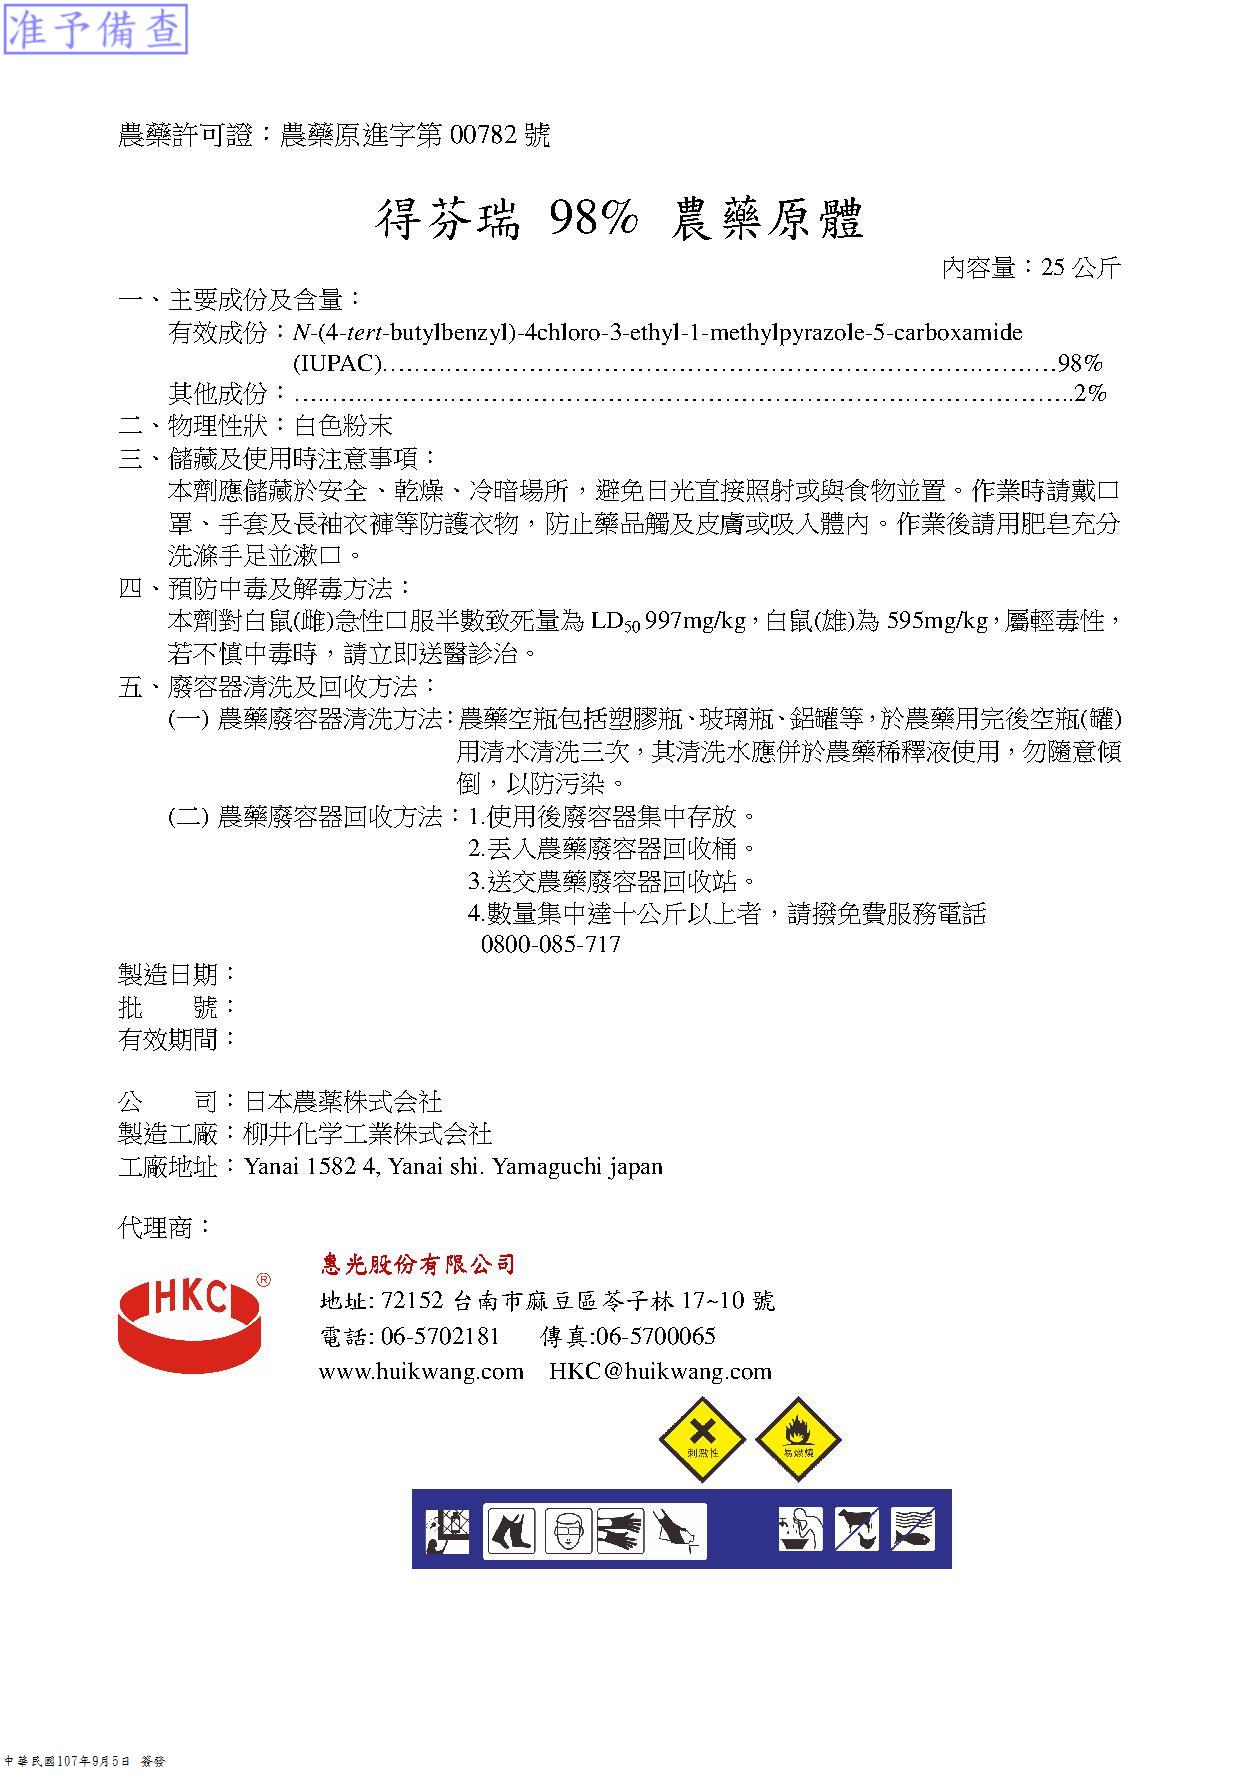 准予備查
農藥許可證：農藥原進字第 00782 號
得芬瑞 98% 農藥原體
內容量：25 公斤
一、主要成份及含量：
有效成份：N-(4-tert-butylbenzyl)-4chloro-3-ethyl-1-methylpyrazole-5-carboxamide
(IUPAC)……………………………………………………………………………98%
其他成份：……………………………………………………………………………………..2%
二、物理性狀：白色粉末
三、儲藏及使用時注意事項：
本劑應儲藏於安全、乾燥、冷暗場所，避免日光直接照射或與食物並置。作業時請戴口
罩、手套及長袖衣褲等防護衣物，防止藥品觸及皮膚或吸入體內。作業後請用肥皂充分
洗滌手足並漱口。
四、預防中毒及解毒方法：
本劑對白鼠(雌)急性口服半數致死量為 LD50 997mg/kg，白鼠(雄)為 595mg/kg，屬輕毒性，
若不慎中毒時，請立即送醫診治。
五、廢容器清洗及回收方法：
(一) 農藥廢容器清洗方法：農藥空瓶包括塑膠瓶、玻璃瓶、鋁罐等，於農藥用完後空瓶(罐)
用清水清洗三次，其清洗水應併於農藥稀釋液使用，勿隨意傾
倒，以防污染。
(二) 農藥廢容器回收方法：1.使用後廢容器集中存放。
2.丟入農藥廢容器回收桶。
3.送交農藥廢容器回收站。
4.數量集中達十公斤以上者，請撥免費服務電話
0800-085-717
製造日期：
批　　號：
有效期間：
公　　司：日本農薬株式会社
製造工廠：柳井化学工業株式会社
工廠地址：Yanai 1582 4, Yanai shi. Yamaguchi japan
代理商：
HKC ®
惠光股份有限公司
地址: 72152 台南市麻豆區苓子林 17~10 號
電話: 06-5702181　傳真:06-5700065
www.huikwang.com　HKC@huikwang.com
刺激性 易燃燒
中華民國107年9月5日 簽發